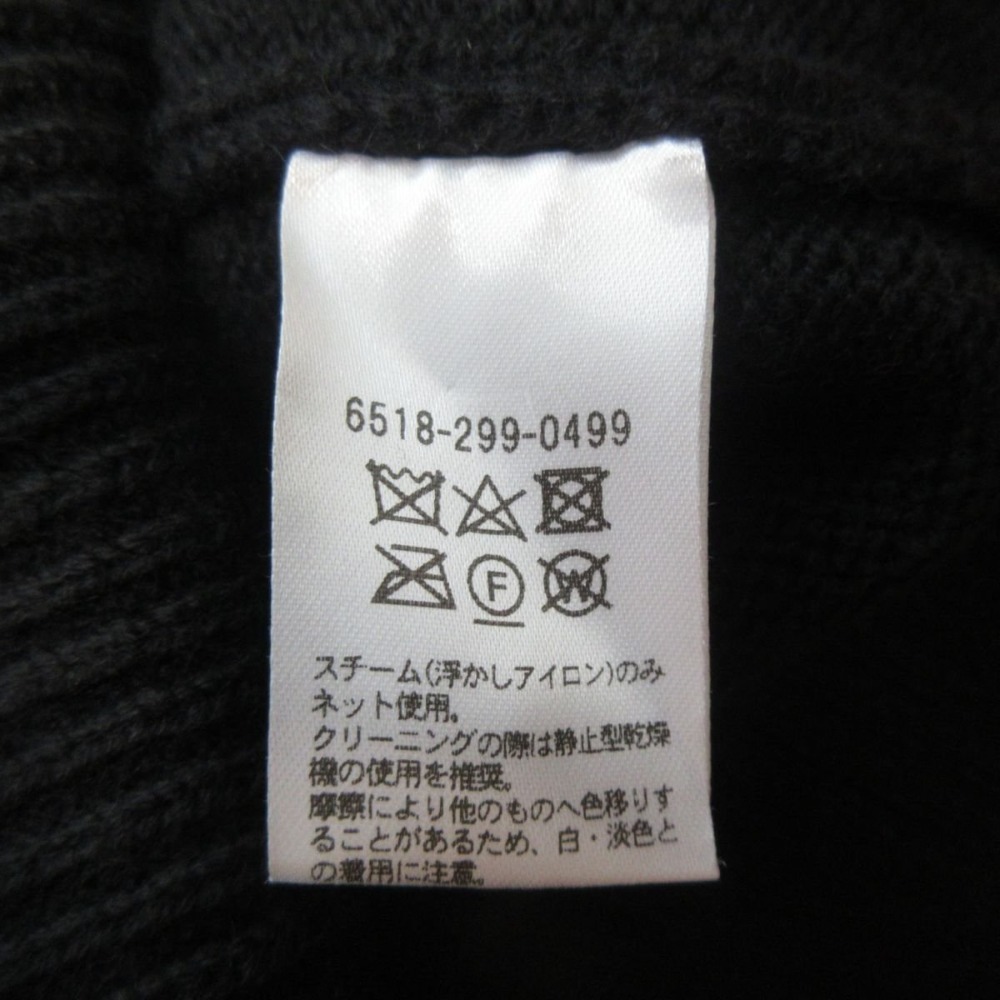 6518-299-0499
F W
スチーム(浮かしアイロン)のみ
ネット使用。
クリーニングの際は静止型乾燥
機の使用を推奨。
摩擦により他のものへ色移りす
ることがあるため、白・淡色と
の着用に注意。